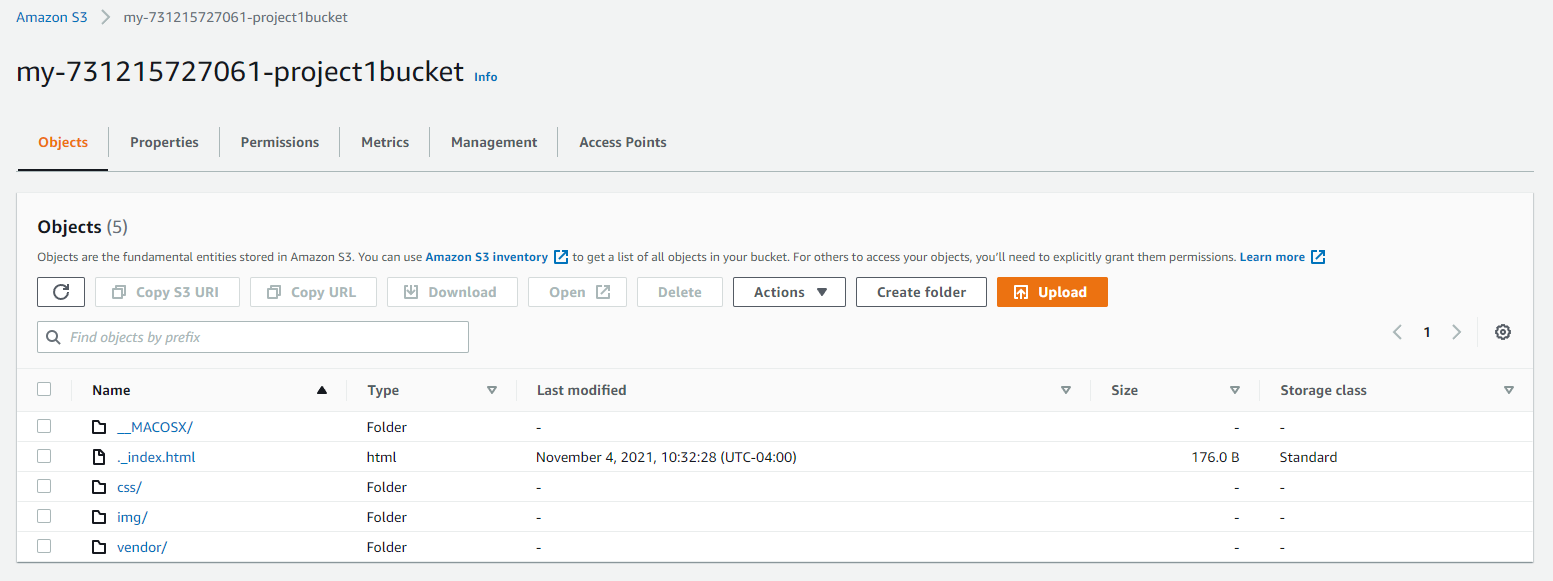 Amazon S3 > my-731215727061-project1bucket
my-731215727061-project1bucket Info
Objects Properties Permissions Metrics Management Access Points
Objects (5)
Objects are the fundamental entities stored in Amazon S3. You can use Amazon S3 inventory to get a list of all objects in your bucket. For others to access your objects, you'll need to explicitly grant them permissions. Learn more
Copy S3 URI Copy URL Download Open Delete Actions Create folder Upload
Find objects by prefix 1
Name Type Last modified Size Storage class
__MACOSX/ Folder - - -
._index.html html November 4, 2021, 10:32:28 (UTC-04:00) 176.0 B Standard
css/ Folder - - -
img/ Folder - - -
vendor/ Folder - - -